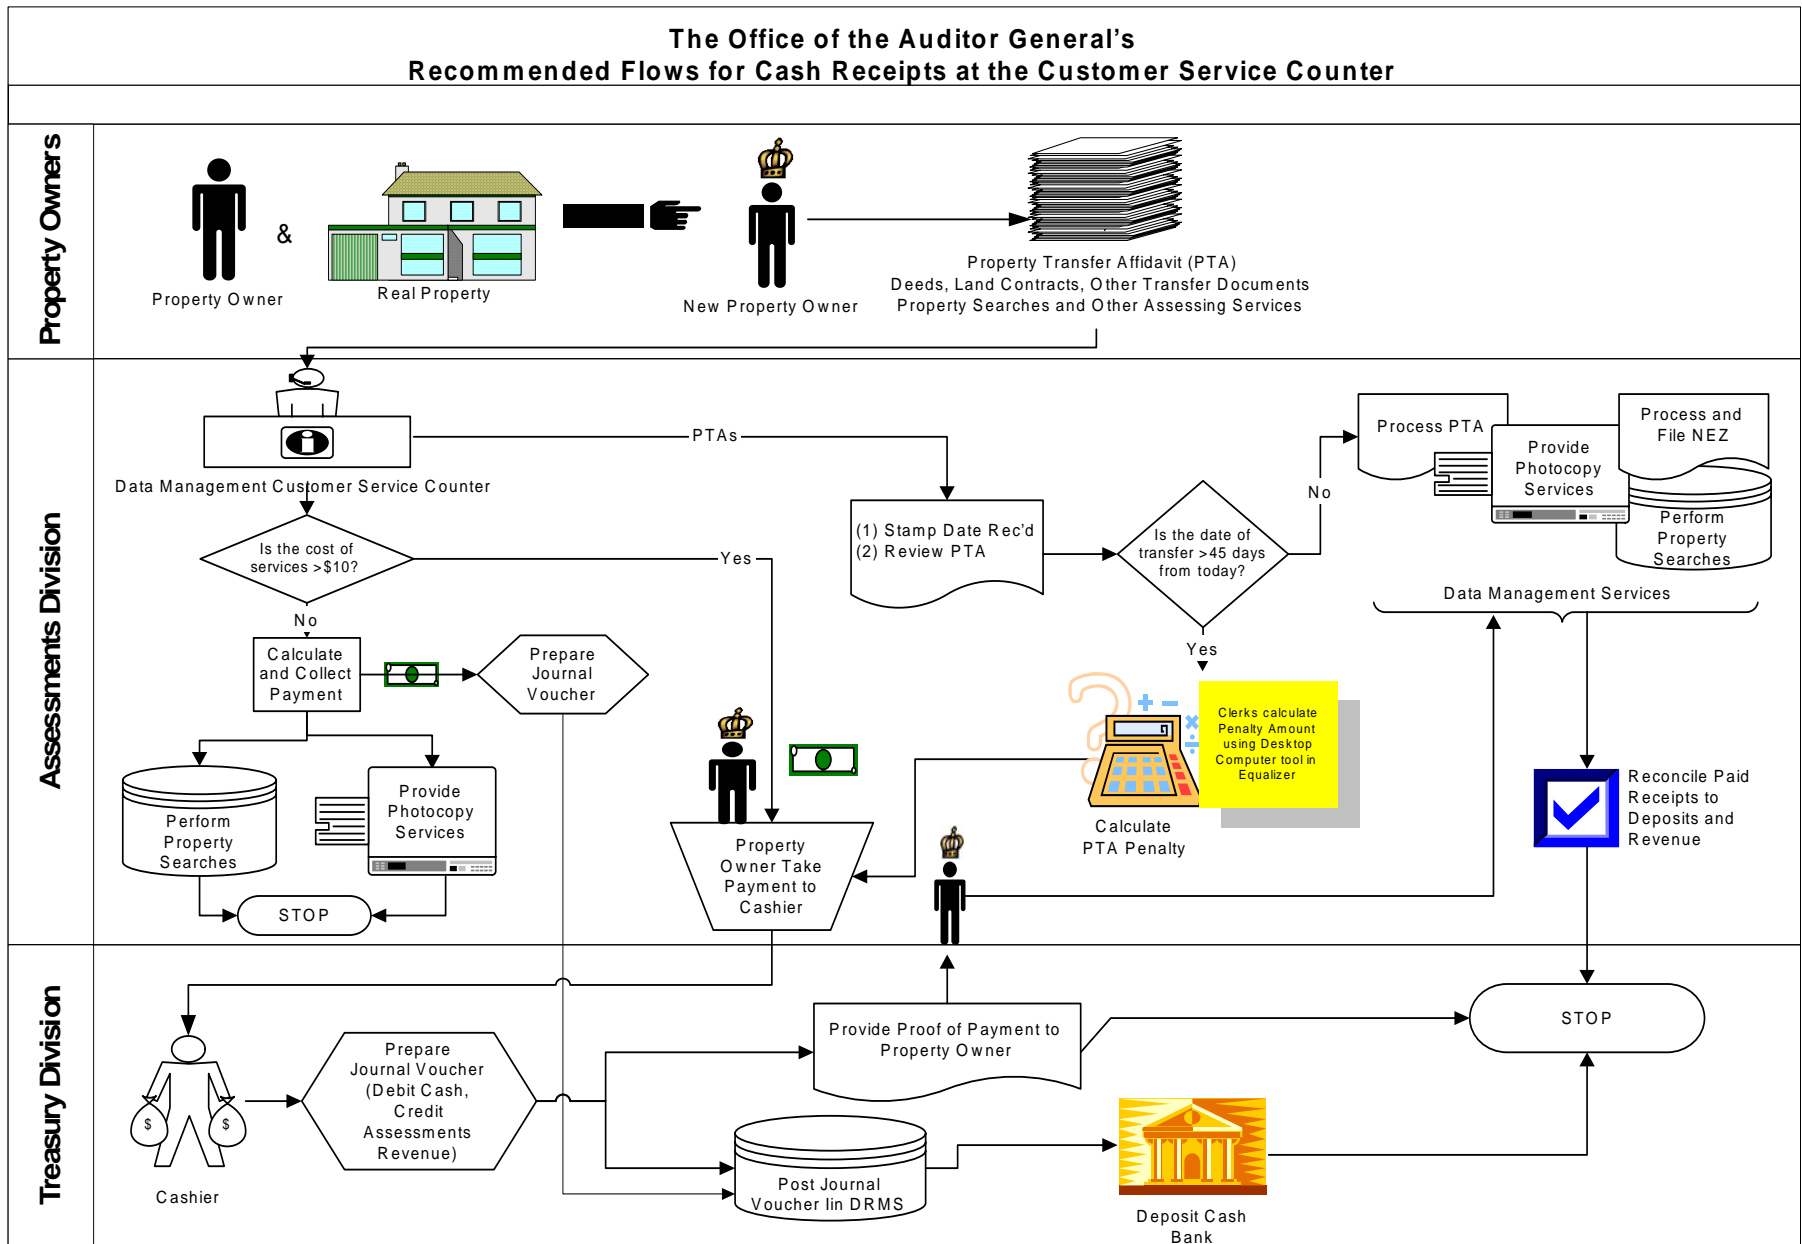 The Office of the Auditor General's
Recommended Flows for Cash Receipts at the Customer Service Counter
Property Owners
Property Owner
&
Real Property
New Property Owner
Property Transfer Affidavit (PTA)
Deeds, Land Contracts, Other Transfer Documents
Property Searches and Other Assessing Services
Assessments Division
Data Management Customer Service Counter
PTAs
Is the cost of
services >$10?
Yes
No
Calculate
and Collect
Payment
Prepare
Journal
Voucher
Perform
Property
Searches
Provide
Photocopy
Services
STOP
Property
Owner Take
Payment to
Cashier
(1) Stamp Date Rec'd
(2) Review PTA
Is the date of
transfer >45 days
from today?
No
Yes
Clerks calculate
Penalty Amount
using Desktop
Computer tool in
Equalizer
Calculate
PTA Penalty
Process PTA
Provide
Photocopy
Services
Process and
File NEZ
Perform
Property
Searches
Data Management Services
Reconcile Paid
Receipts to
Deposits and
Revenue
Treasury Division
$
$
Cashier
Prepare
Journal Voucher
(Debit Cash,
Credit
Assessments
Revenue)
Provide Proof of Payment to
Property Owner
Post Journal
Voucher Iin DRMS
Deposit Cash
Bank
STOP